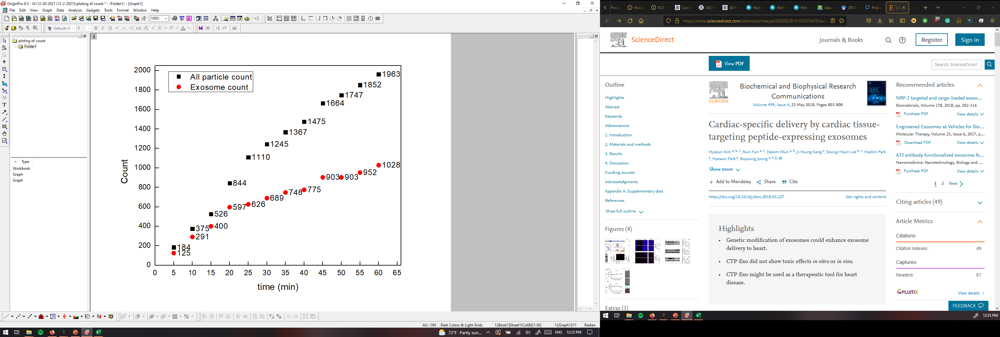 OriginPro 8.5 - G:\12-20-2021 (12-2-2021)\ploting of count * - /Folder1/ - [Graph1]
File Edit View Graph Data Analysis Gadgets Tools Format Window Help
100%
Default: A 0
ploting of count
Folder1
Type
Workbook
Graph
Graph
1
All particle count
Exosome count
2000
1800
1600
1400
1200
1000
800
600
400
200
0
Count
184
375
526
844
1110
1245
1367
1475
1664
1747
1852
1963
125
291
400
597
626
689
748
775
903
903
952
1028
0 5 10 15 20 25 30 35 40 45 50 55 60 65
time (min)
AU : ON Dark Colors & Light Grids 1:[Book1]Sheet1!Col(B)[1:30] 1:[Graph1]1!1 Radian
72°F Partly sun... ENG 12:25 PM
Proce thesis ECE T Case USCIS All Fo Watch Watch FMov Jalape 293A Prepa Ca
https://www.sciencedirect.com/science/article/pii/S0006291X18307605?casa
12
ScienceDirect
Journals & Books
Register
Sign in
View PDF
Search ScienceDirect
Outline
Highlights
Abstract
Keywords
Abbreviations
1. Introduction
2. Materials and methods
3. Results
4. Discussion
Funding sources
Acknowledgments
Appendix A. Supplementary data
References
Show full outline
Figures (4)
Extras (1)
ELSEVIER
Biochemical and Biophysical Research
Communications
Volume 499, Issue 4, 23 May 2018, Pages 803-808
BBRC
Cardiac-specific delivery by cardiac tissue-
targeting peptide-expressing exosomes
Hyoeun Kim a, b, 1, Nuri Yun a, 1, Dasom Mun a, b, Ji-Young Kang a, Seung-Hyun Lee b, c, Hyelim Park
a, Hyewon Park a, Boyoung Joung a, b
Show more
Add to Mendeley Share Cite
https://doi.org/10.1016/j.bbrc.2018.03.227 Get rights and content
Highlights
• Genetic modification of exosomes could enhance exosome
delivery to heart.
• CTP-Exo did not show toxic effects in vitro or in vivo.
• CTP-Exo might be used as a therapeutic tool for heart
disease.
Recommended articles
NRP-1 targeted and cargo-loaded exoso...
Biomaterials, Volume 178, 2018, pp. 302-316
Purchase PDF View details
Engineered Exosomes as Vehicles for Bio...
Molecular Therapy, Volume 25, Issue 6, 2017, p...
Download PDF View details
A33 antibody-functionalized exosomes fo...
Nanomedicine: Nanotechnology, Biology and ...
Purchase PDF View details
1 2 Next
Citing articles (49)
Article Metrics
Citations
Citation Indexes: 49
Captures
Readers: 87
PLUMX View details
FEEDBACK
12:25 PM